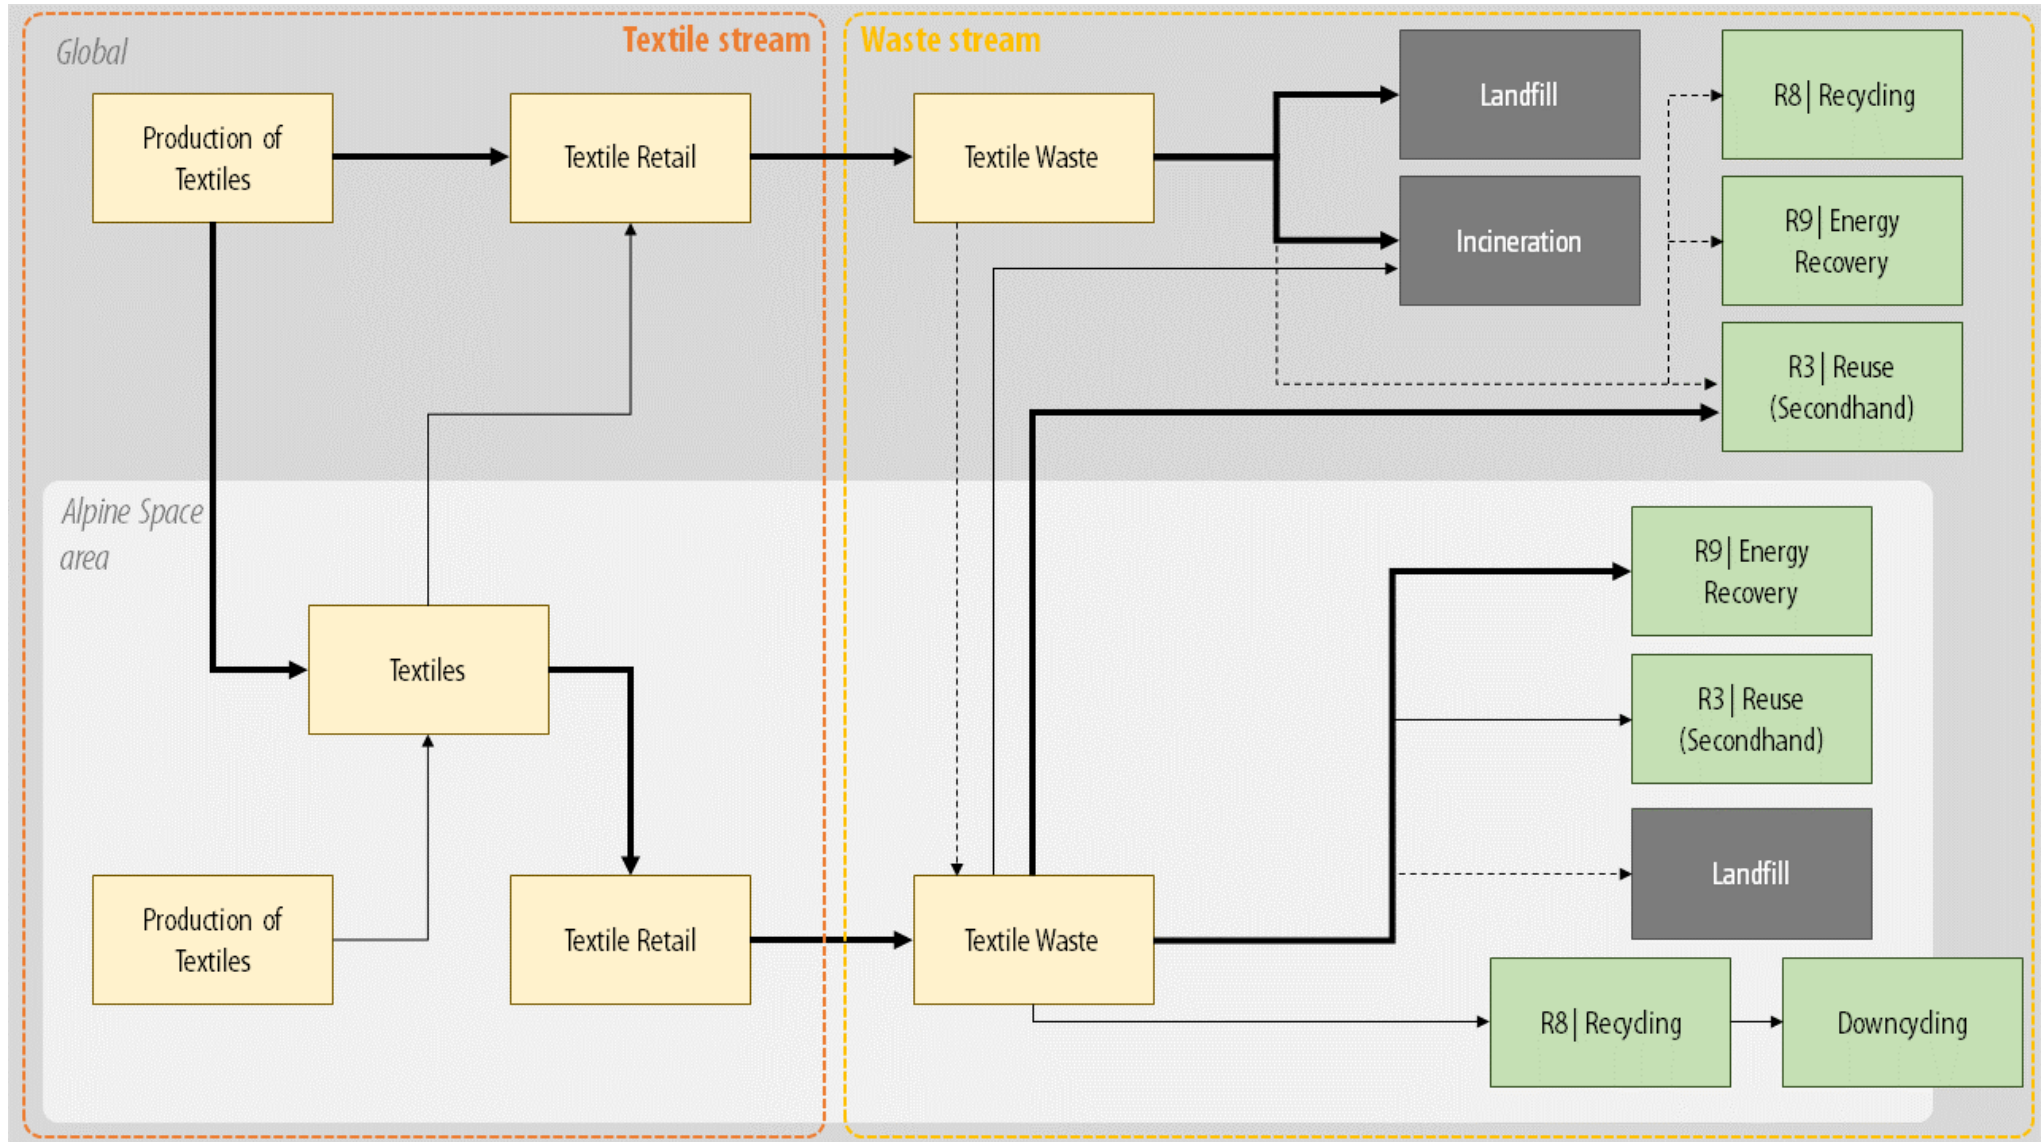 Global
Textile stream
Waste stream
Production of
Textiles
Textile Retail
Textile Waste
Landfill
R8| Recycling
Incineration
R9| Energy
Recovery
R3| Reuse
(Secondhand)
Alpine Space
area
R9| Energy
Recovery
Textiles
R3| Reuse
(Secondhand)
Landfill
Production of
Textiles
Textile Retail
Textile Waste
R8| Recycling
Downcycling